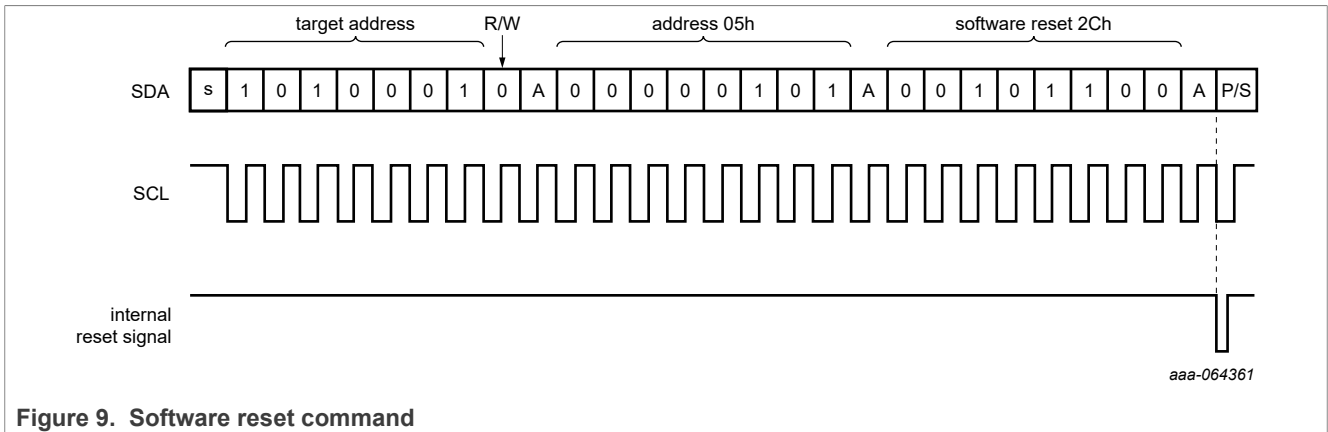 target address R/W address 05h software reset 2Ch
SDA s 1 0 1 0 0 0 1 0 A 0 0 0 0 0 1 0 1 A 0 0 1 0 1 1 0 0 A P/S
SCL
internal
reset signal
aaa-064361
Figure 9. Software reset command